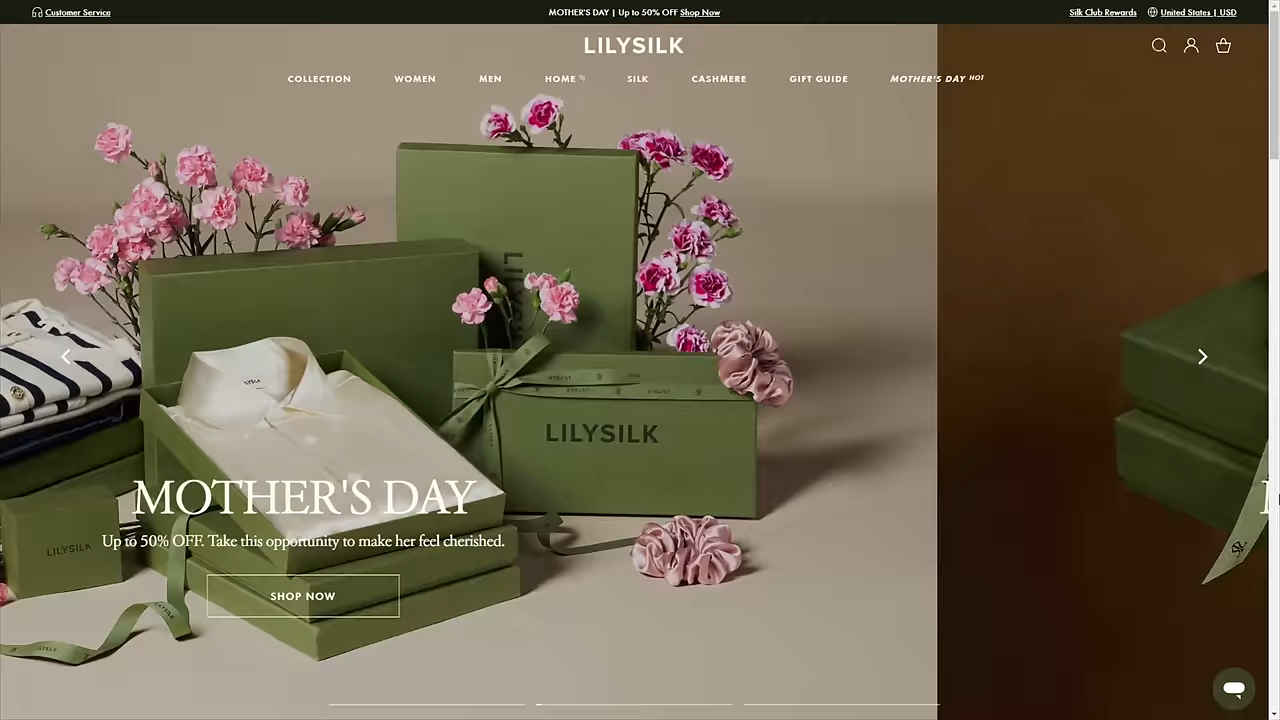 Customer Service
MOTHER'S DAY | Up to 50% OFF Shop Now
Silk Club Rewards
United States | USD
LILYSILK
COLLECTION
WOMEN
MEN
HOME
SILK
CASHMERE
GIFT GUIDE
MOTHER'S DAY HOT
LILYSILK
LILYSILK
MOTHER'S DAY
Up to 50% OFF. Take this opportunity to make her feel cherished.
SHOP NOW